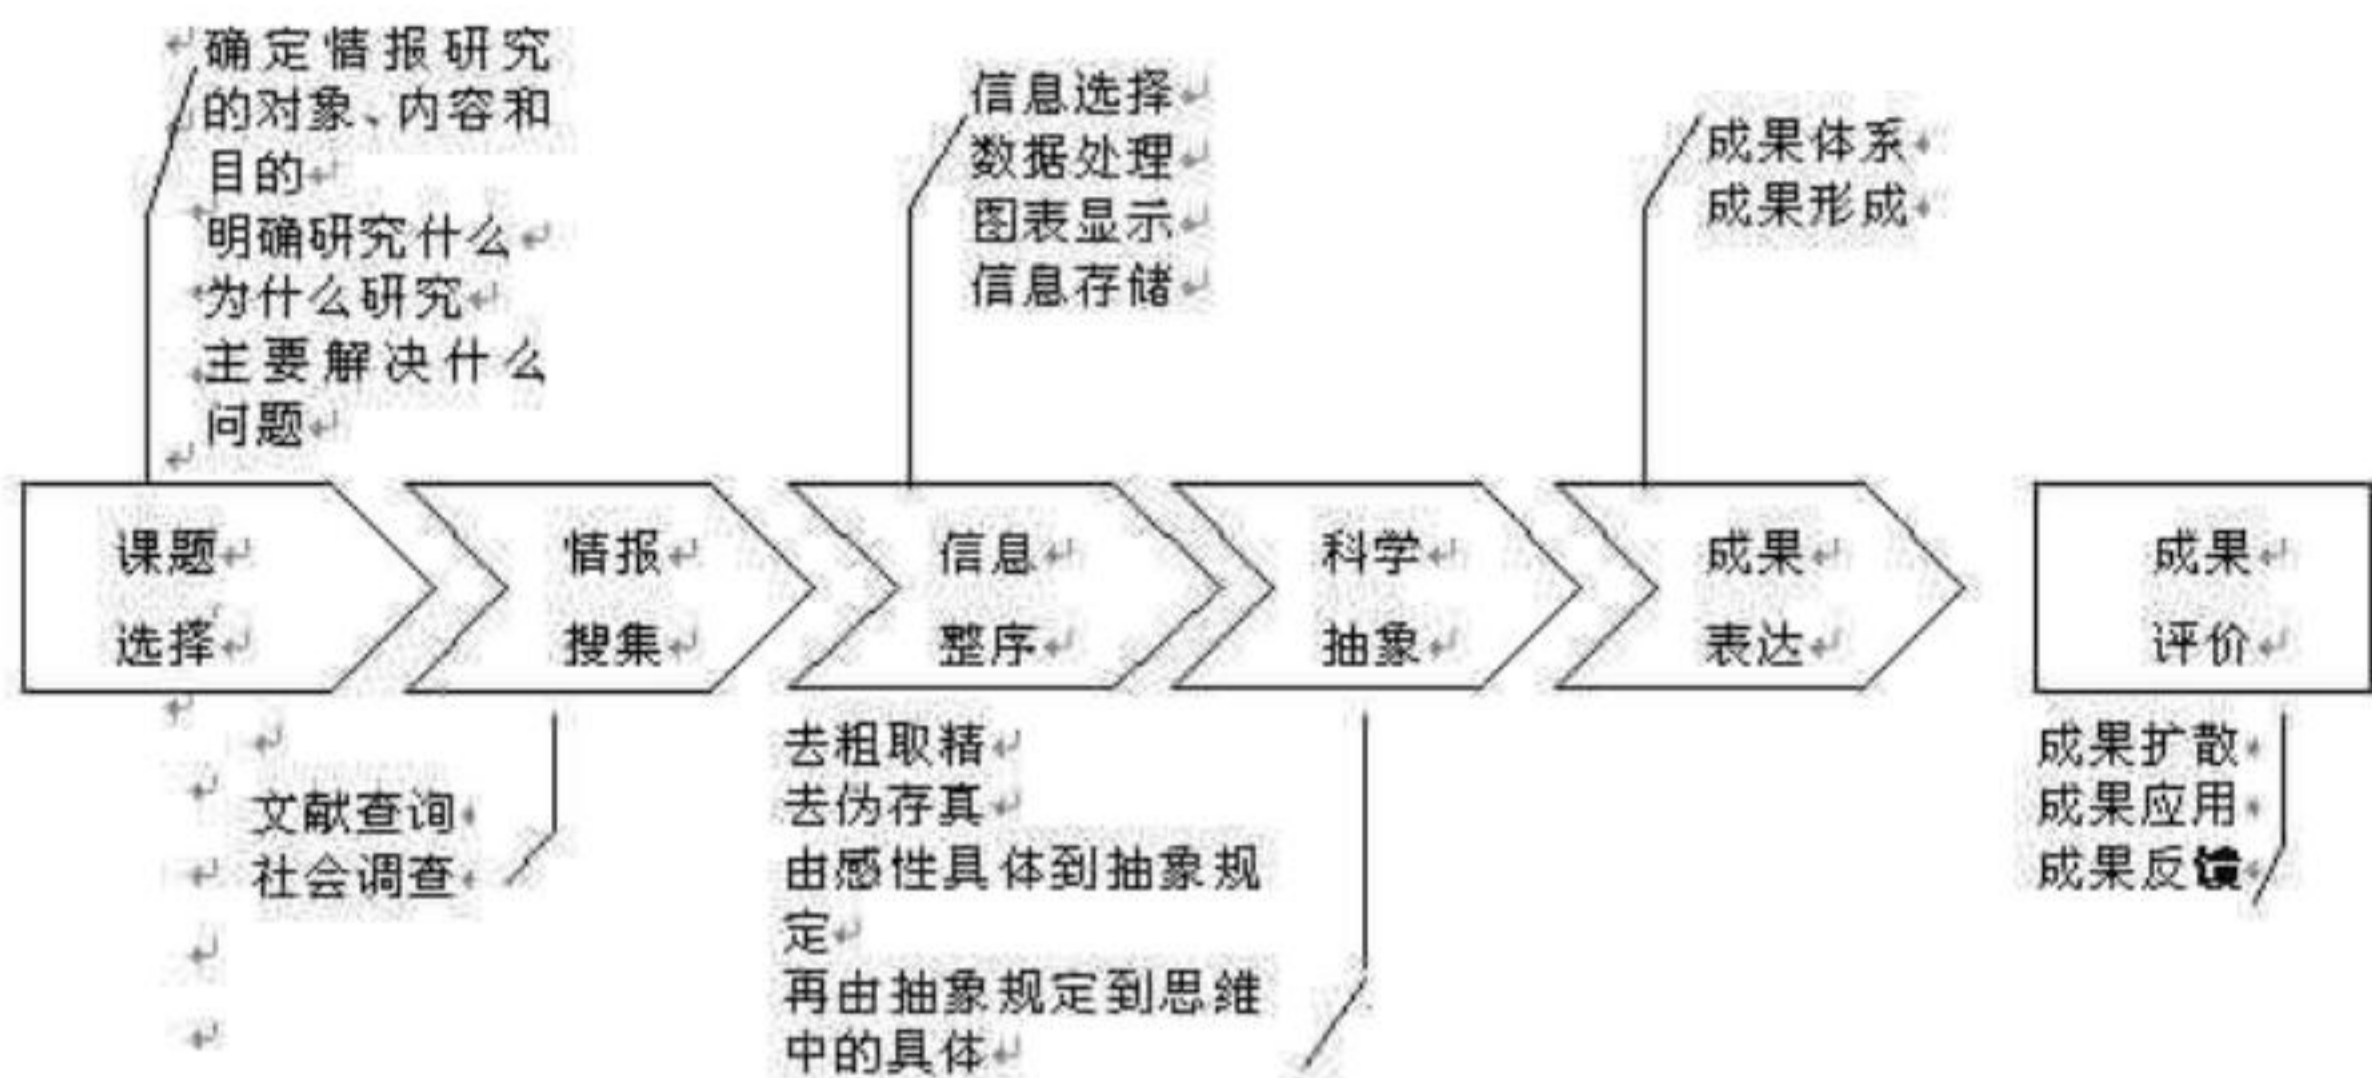 确定情报研究
的对象、内容和
目的
明确研究什么
为什么研究
主要解决什么
问题
信息选择
数据处理
图表显示
信息存储
成果体系
成果形成
课题
选择
情报
搜集
信息
整序
科学
抽象
成果
表达
成果
评价
文献查询
社会调查
去粗取精
去伪存真
由感性具体到抽象规
定
再由抽象规定到思维
中的具体
成果扩散
成果应用
成果反馈